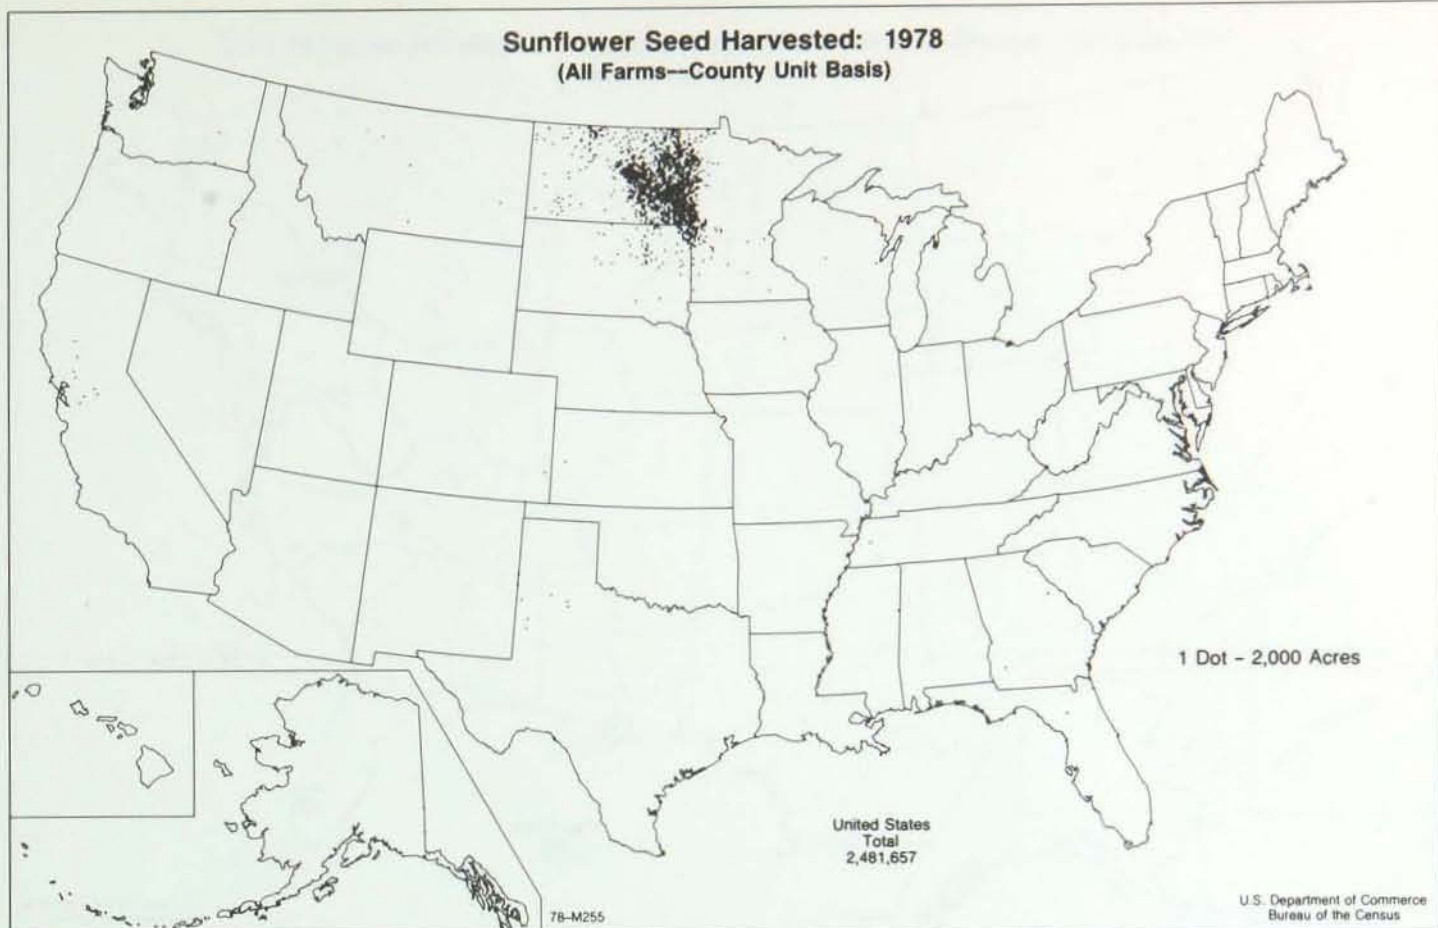 Sunflower Seed Harvested: 1978
(All Farms--County Unit Basis)
1 Dot - 2,000 Acres
United States
Total
2,481,657
78-M255
U.S. Department of Commerce
Bureau of the Census